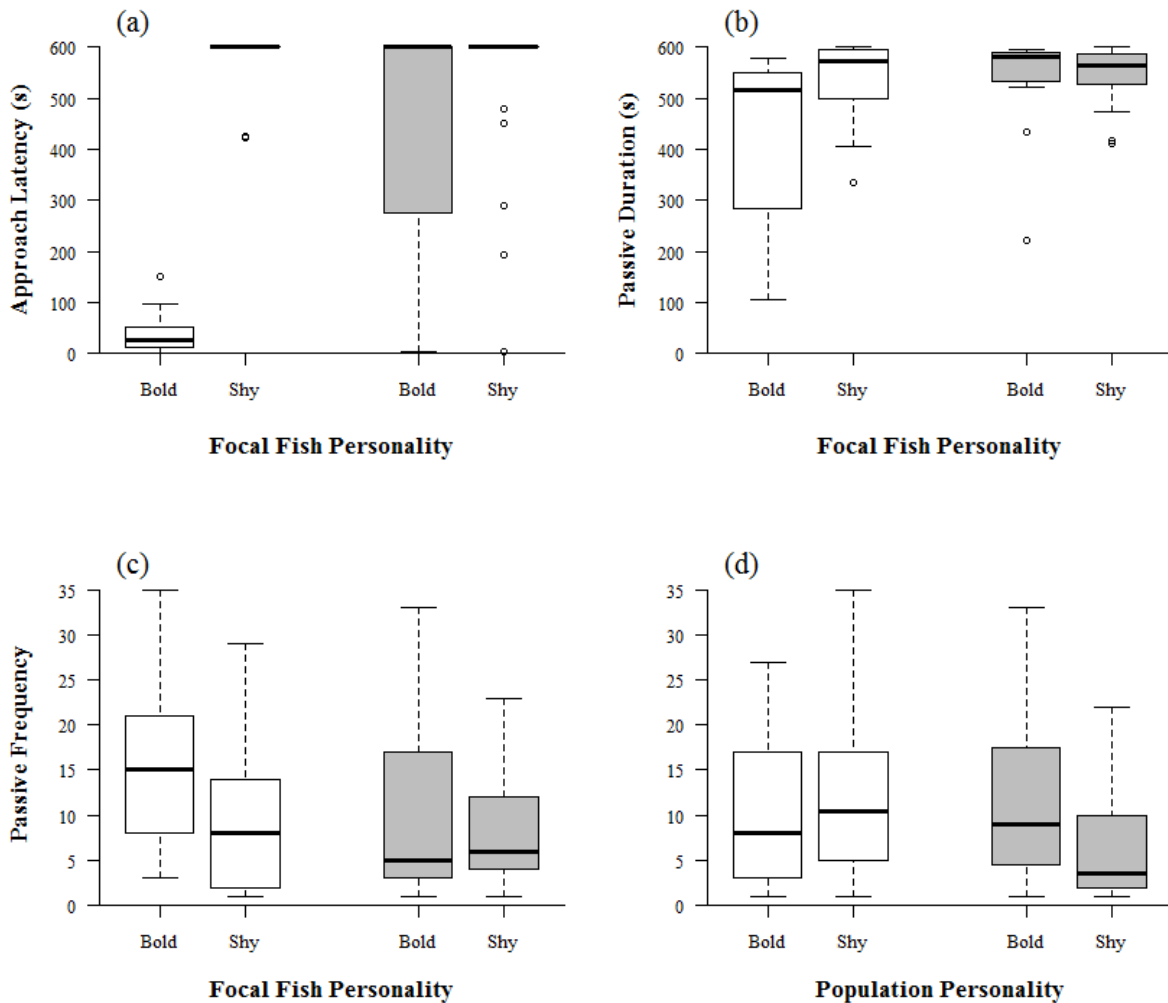 (a)
Approach Latency (s)
600
500
400
300
200
100
0
Bold Shy Bold Shy
Focal Fish Personality
(b)
Passive Duration (s)
600
500
400
300
200
100
0
Bold Shy Bold Shy
Focal Fish Personality
(c)
Passive Frequency
35
30
25
20
15
10
5
0
Bold Shy Bold Shy
Focal Fish Personality
(d)
35
30
25
20
15
10
5
0
Bold Shy Bold Shy
Population Personality